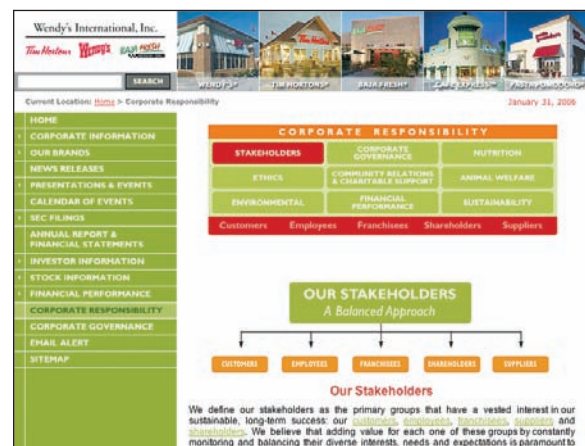 Wendy's International, Inc.
Tim Hortons Wendy's BAJA FRESH
SEARCH
WENDY'S® TIM HORTONS® BAJA FRESH® CAFE EXPRESS™ PASTA POMODORO®
Current Location: Home > Corporate Responsibility
January 31, 2006
HOME
CORPORATE INFORMATION
OUR BRANDS
NEWS RELEASES
PRESENTATIONS & EVENTS
CALENDAR OF EVENTS
SEC FILINGS
ANNUAL REPORT &
FINANCIAL STATEMENTS
INVESTOR INFORMATION
STOCK INFORMATION
FINANCIAL PERFORMANCE
CORPORATE RESPONSIBILITY
CORPORATE GOVERNANCE
EMAIL ALERT
SITEMAP
CORPORATE RESPONSIBILITY
STAKEHOLDERS
CORPORATE
GOVERNANCE
NUTRITION
ETHICS
COMMUNITY RELATIONS
& CHARITABLE SUPPORT
ANIMAL WELFARE
ENVIRONMENTAL
FINANCIAL
PERFORMANCE
SUSTAINABILITY
Customers Employees Franchisees Shareholders Suppliers
OUR STAKEHOLDERS
A Balanced Approach
CUSTOMERS EMPLOYEES FRANCHISEES SHAREHOLDERS SUPPLIERS
Our Stakeholders
We define our stakeholders as the primary groups that have a vested interest in our
sustainable, long-term success: our customers, employees, franchisees, suppliers and
shareholders. We believe that adding value for each one of these groups by constantly
monitoring and balancing their diverse interests, needs and expectations is paramount to